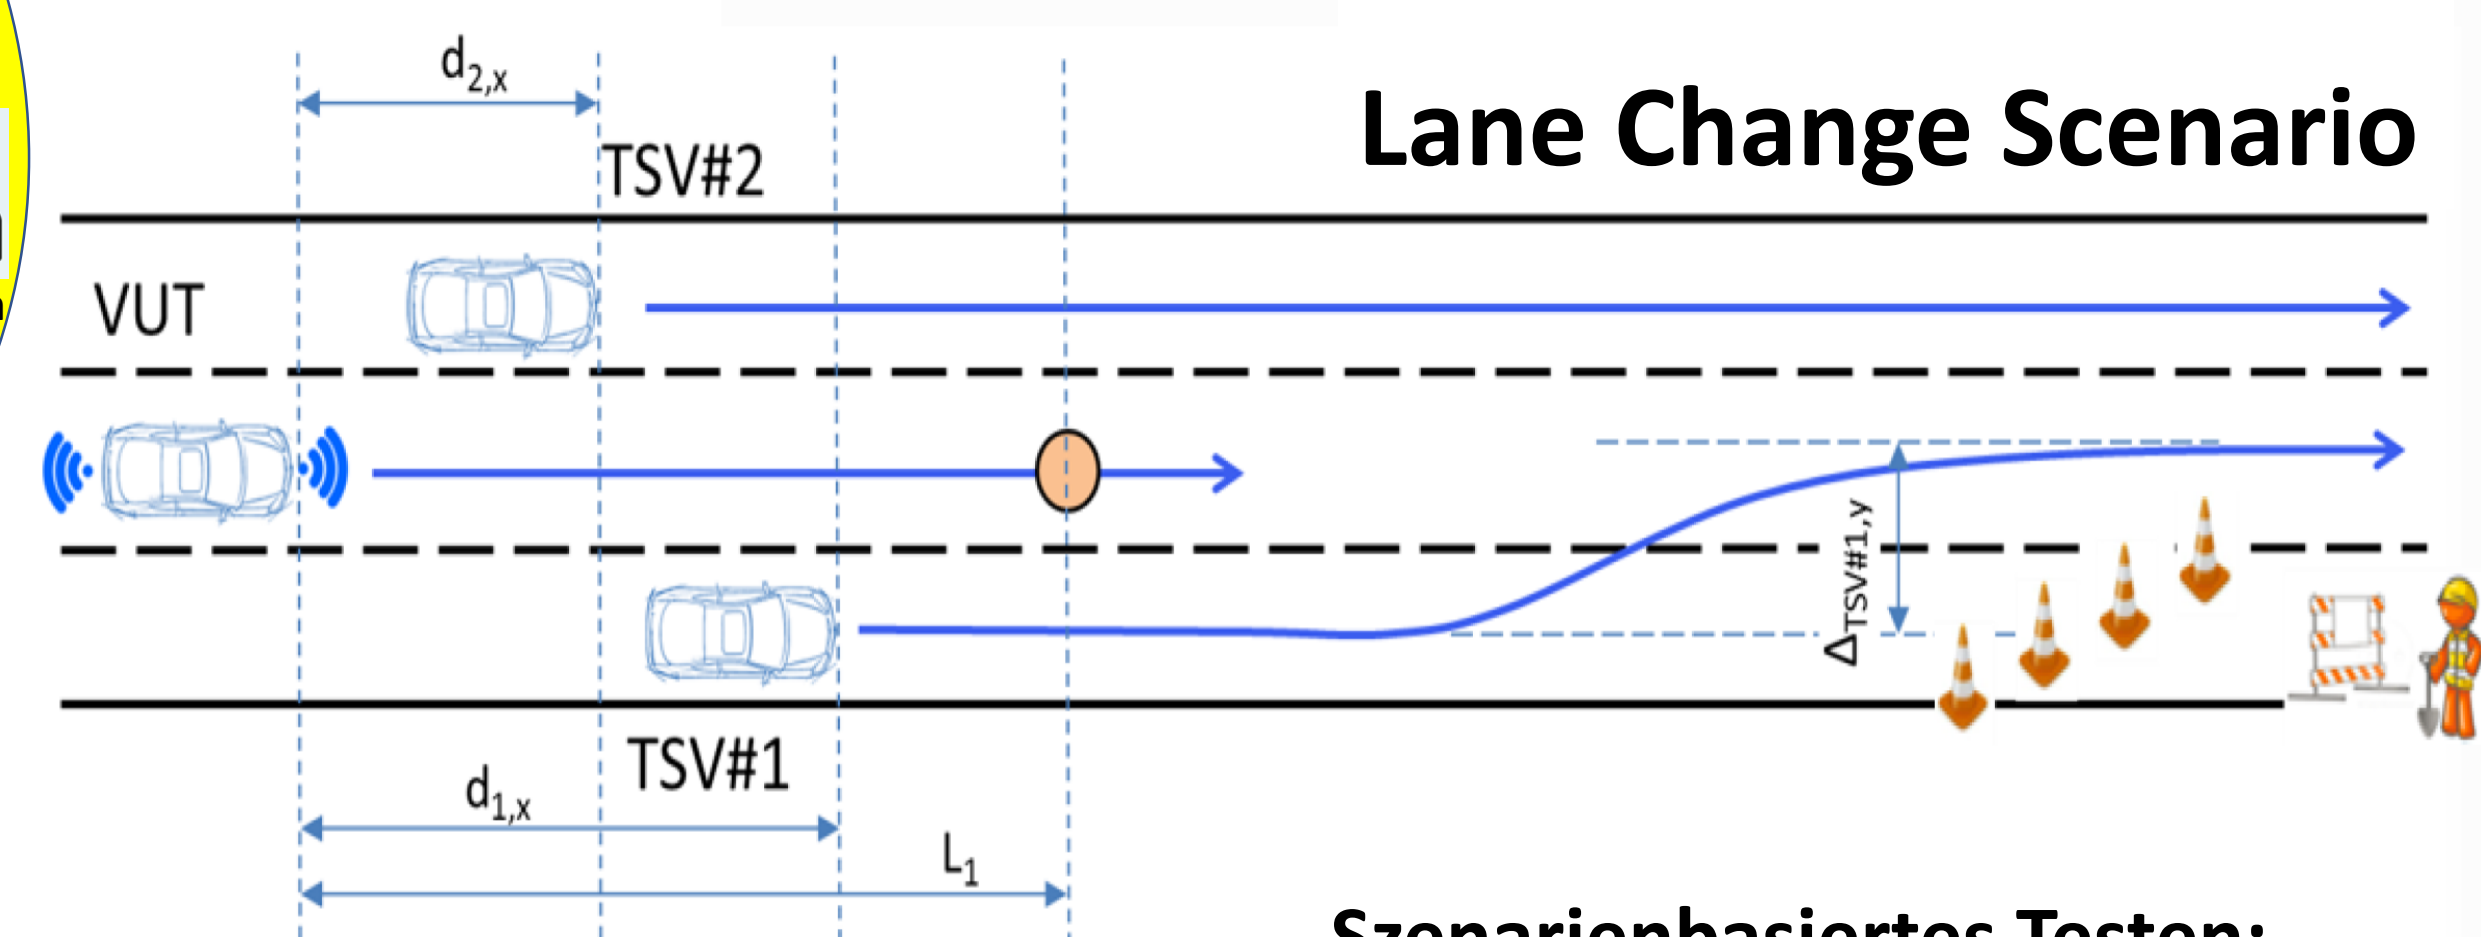 d2,x
Lane Change Scenario
TSV#2
VUT
ΔTSV#1,y
TSV#1
d1,x
L1
Szenarienbasiertes Testen: